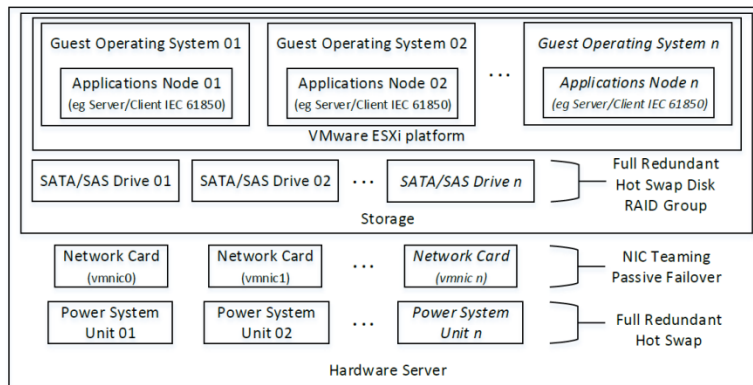 Guest Operating System 01
Guest Operating System 02
Guest Operating System n
...
Applications Node 01
(eg Server/Client IEC 61850)
Applications Node 02
(eg Server/Client IEC 61850)
Applications Node n
(eg Server/Client IEC 61850)
VMware ESXi platform
SATA/SAS Drive 01
SATA/SAS Drive 02
...
SATA/SAS Drive n
Full Redundant
Hot Swap Disk
RAID Group
Storage
Network Card
(vmnic0)
Network Card
(vmnic1)
...
Network Card
(vmnic n)
NIC Teaming
Passive Failover
Power System
Unit 01
Power System
Unit 02
...
Power System
Unit n
Full Redundant
Hot Swap
Hardware Server